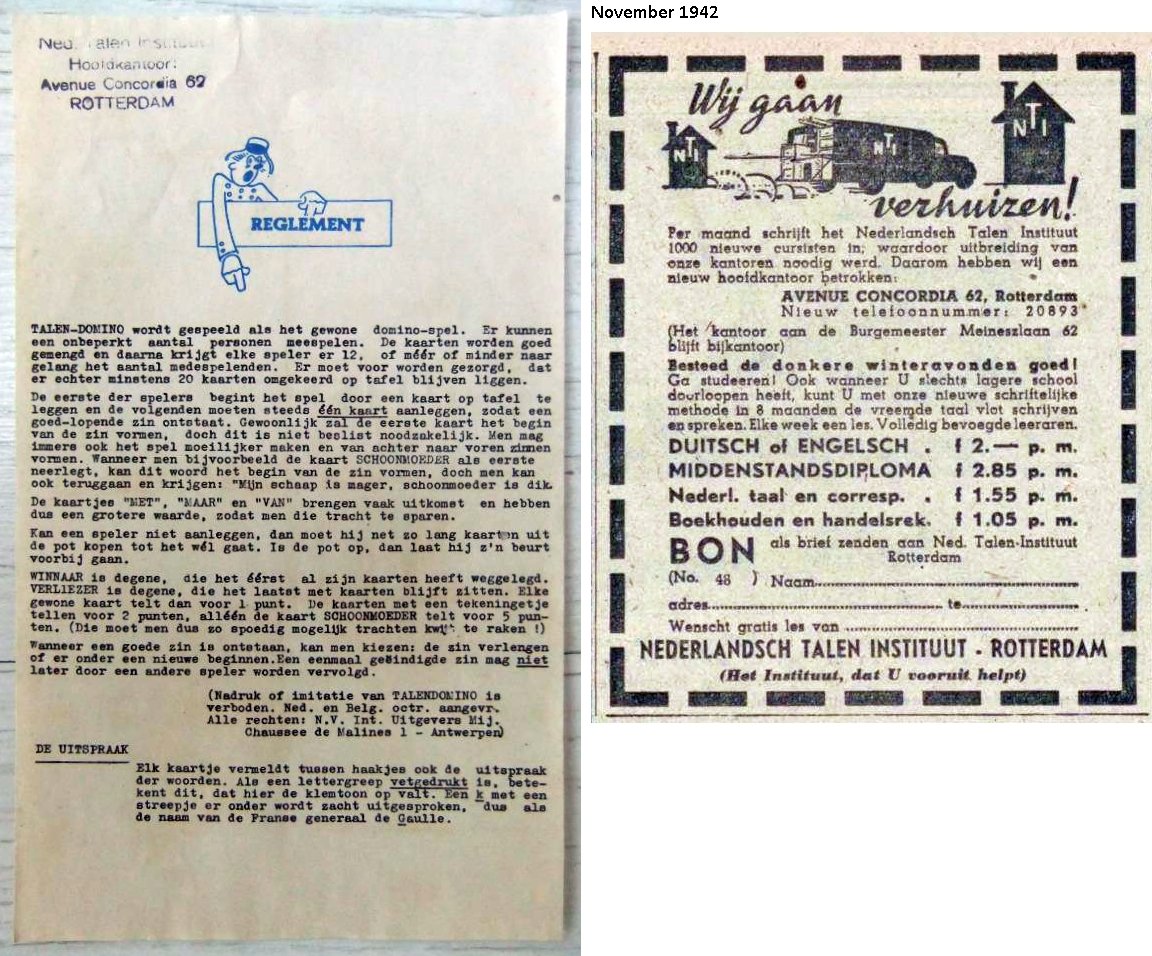 Ned. Talen Instituut
Hoofdkantoor:
Avenue Concordia 62
ROTTERDAM
REGLEMENT
TALEN-DOMINO wordt gespeeld als het gewone domino-spel. Er kunnen
een onbeperkt aantal personen meespelen. De kaarten worden goed
gemengd en daarna krijgt elke speler er 12, of méér of minder naar
gelang het aantal medespelenden. Er moet voor worden gezorgd, dat
er echter minstens 20 kaarten omgekeerd op tafel blijven liggen.
De eerste der spelers begint het spel door een kaart op tafel te
leggen en de volgenden moeten steeds één kaart aanleggen, zodat een
goed-lopende zin ontstaat. Gewoonlijk zal de eerste kaart het begin
van de zin vormen, doch dit is niet beslist noodzakelijk. Men mag
immers ook het spel moeilijker maken en van achter naar voren zinnen
vormen. Wanneer men bijvoorbeeld de kaart SCHOONMOEDER als eerste
neerlegt, kan dit woord het begin van de zin vormen, doch men kan
ook teruggaan en krijgen: "Mijn schaap is mager, schoonmoeder is dik.
De kaartjes "MET", "MAAR" en "VAN" brengen vaak uitkomst en hebben
dus een grotere waarde, zodat men die tracht te sparen.
Kan een speler niet aanleggen, dan moet hij net zo lang kaarten uit
de pot kopen tot het wél gaat. Is de pot op, dan laat hij z'n beurt
voorbij gaan.
WINNAAR is degene, die het éérst al zijn kaarten heeft weggelegd.
VERLIEZER is degene, die het laatst met kaarten blijft zitten. Elke
gewone kaart telt dan voor 1 punt. De kaarten met een tekeningetje
tellen voor 2 punten, alléén de kaart SCHOONMOEDER telt voor 5 pun-
ten. (Die moet men dus zo spoedig mogelijk trachten kwijt te raken !)
Wanneer een goede zin is ontstaan, kan men kiezen: de zin verlengen
of er onder een nieuwe beginnen.Een eenmaal geëindigde zin mag niet
later door een andere speler worden vervolgd.
(Nadruk of imitatie van TALENDOMINO is
verboden. Ned. en Belg. octr. aangevr.
Alle rechten: N.V. Int. Uitgevers Mij.
Chaussee de Malines 1 - Antwerpen)
DE UITSPRAAK
Elk kaartje vermeldt tussen haakjes ook de uitspraak
der woorden. Als een lettergreep vetgedrukt is, bete-
kent dit, dat hier de klemtoon op valt. Een k met een
streepje er onder wordt zacht uitgesproken, dus als
de naam van de Franse generaal de Gaulle.
November 1942
Wij gaan
NTI
NTI
NTI
verhuizen!
Per maand schrijft het Nederlandsch Talen Instituut
1000 nieuwe cursisten in, waardoor uitbreiding van
onze kantoren noodig werd. Daarom hebben wij een
nieuw hoofdkantoor betrokken:
AVENUE CONCORDIA 62, Rotterdam
Nieuw telefoonnummer: 20893
(Het kantoor aan de Burgemeester Meineszlaan 62
blijft bijkantoor)
Besteed de donkere winteravonden goed!
Ga studeeren! Ook wanneer U slechts lagere school
doorloopen heeft, kunt U met onze nieuwe schriftelijke
methode in 8 maanden de vreemde taal vlot schrijven
en spreken. Elke week een les. Volledig bevoegde leeraren.
DUITSCH of ENGELSCH . f 2.— p. m.
MIDDENSTANDSDIPLOMA f 2.85 p. m.
Nederl. taal en corresp. . f 1.55 p. m.
Boekhouden en handelsrek. f 1.05 p. m.
BON als brief zenden aan Ned. Talen-Instituut
Rotterdam
(No. 48 ) Naam
adres te
Wenscht gratis les van
NEDERLANDSCH TALEN INSTITUUT - ROTTERDAM
(Het Instituut, dat U vooruit helpt)